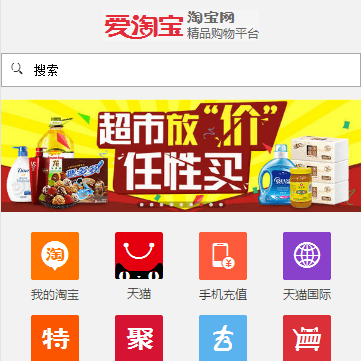 爱淘宝 淘宝网
精品购物平台
搜索
超市放“价”
任性买
淘
我的淘宝
天猫
¥
手机充值
天猫国际
特
聚